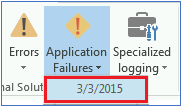 Errors Application Failures Specialized logging
nal Solut
3/3/2015